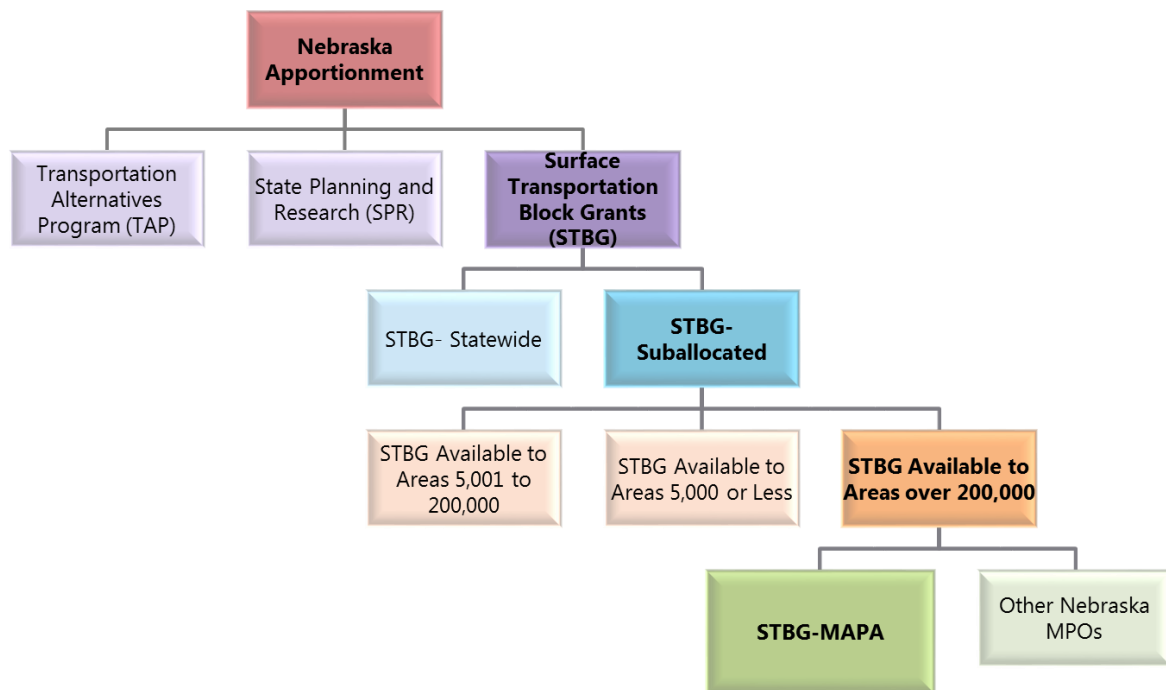 Nebraska
Apportionment
Transportation
Alternatives
Program (TAP)
State Planning and
Research (SPR)
Surface
Transportation
Block Grants
(STBG)
STBG- Statewide
STBG-
Suballocated
STBG Available to
Areas 5,001 to
200,000
STBG Available to
Areas 5,000 or Less
STBG Available to
Areas over 200,000
STBG-MAPA
Other Nebraska
MPOs